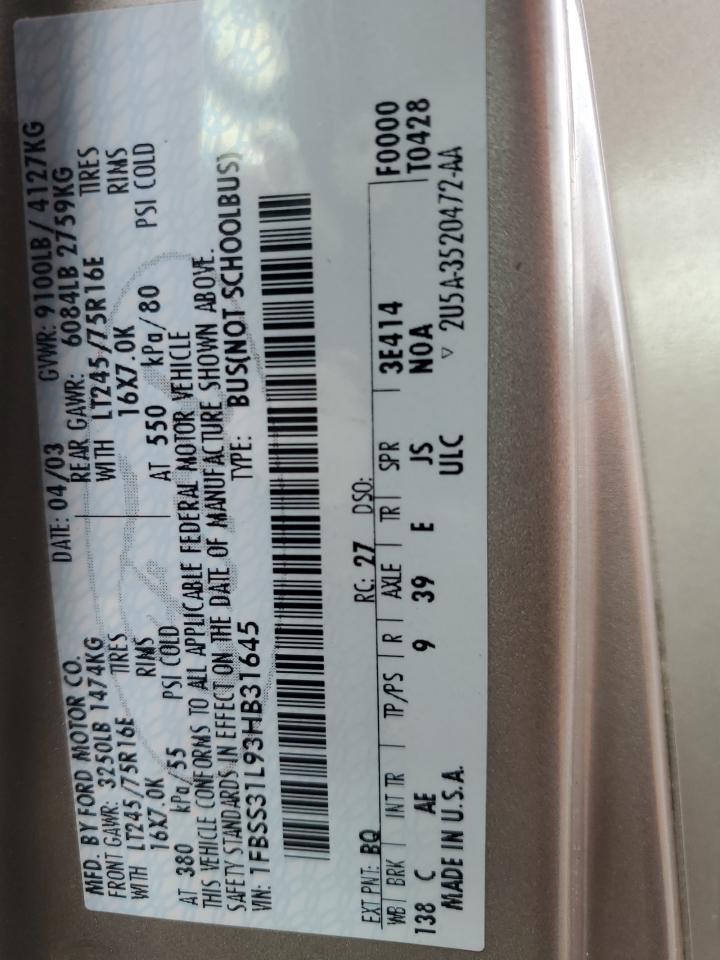 MFD. BY FORD MOTOR CO. DATE: 04/03 GVWR: 9100LB/ 4127KG
FRONT GAWR: 3250LB 1474KG REAR GAWR: 6084LB 2759KG
WITH LT245/75R16E TIRES WITH LT245/75R16E TIRES
16X7.0K RIMS 16X7.0K RIMS
AT 380 kPa/ 55 PSI COLD AT 550 kPa/80 PSI COLD
THIS VEHICLE CONFORMS TO ALL APPLICABLE FEDERAL MOTOR VEHICLE
SAFETY STANDARDS IN EFFECT ON THE DATE OF MANUFACTURE SHOWN ABOVE.
VIN: 1FBSS31L93HB31645 TYPE: BUS(NOT SCHOOLBUS)
EXT PNT: BQ RC: 27 DSO: F0000
WB | BRK | INT TR | TP/PS | R | AXLE | TR | SPR 3E414 T0428
138 C AE 9 39 E JS NOA
MADE IN U.S.A. ULC ▽ 2U5A-3520472-AA